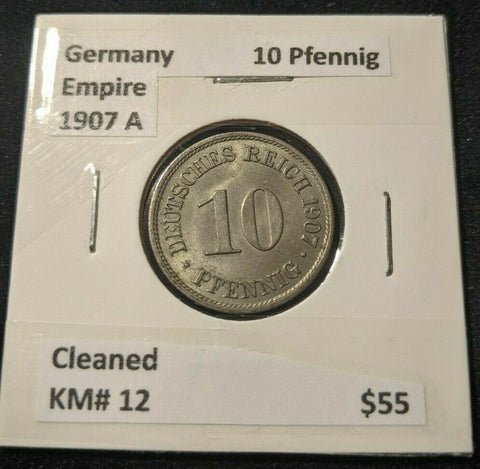 Germany 10 Pfennig
Empire
1907 A
DEUTSCHES REICH 1907
10
· PFENNIG ·
Cleaned
KM# 12 $55